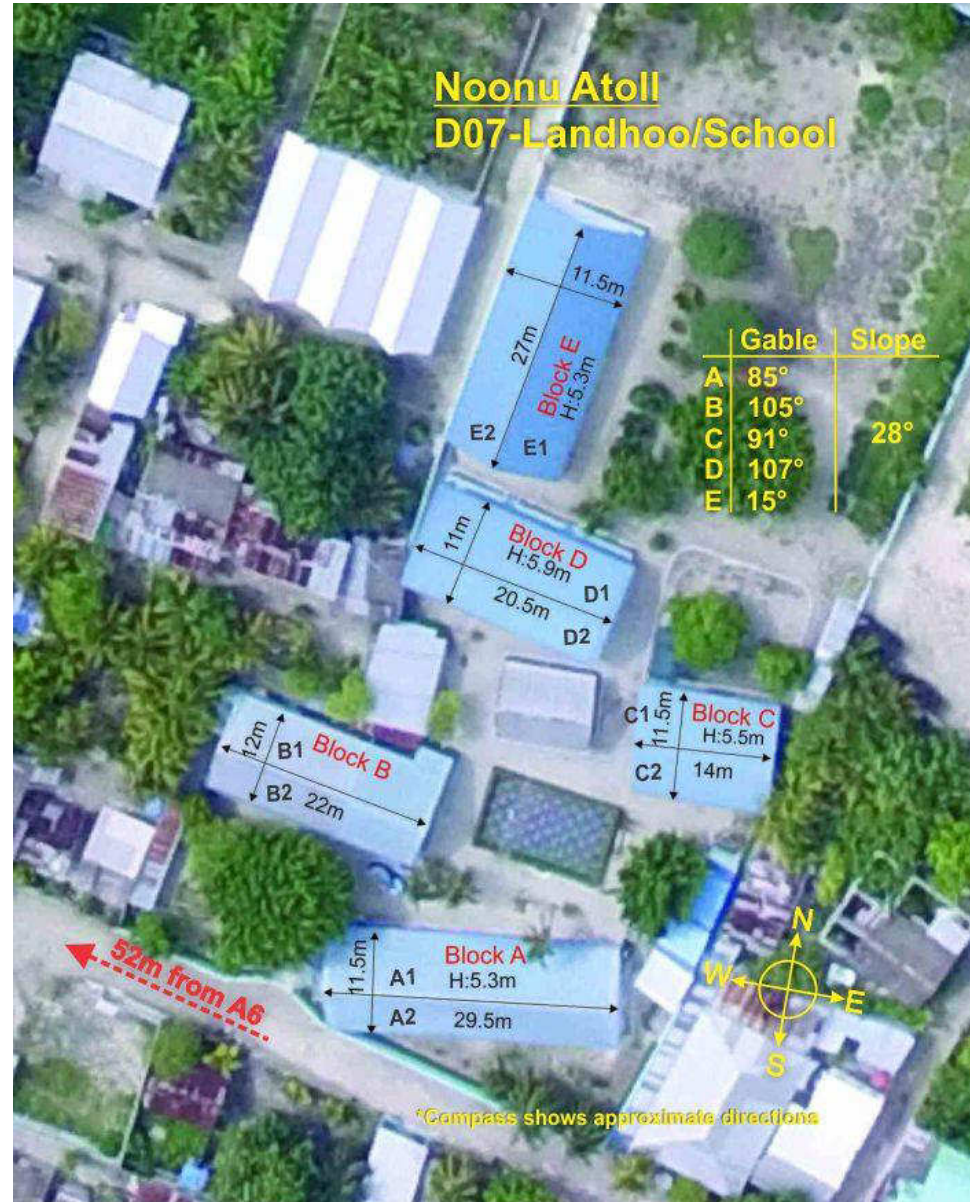 Noonu Atoll
D07-Landhoo/School
11.5m
27m
Block E
H:5.3m
E2
E1
Gable Slope
A 85°
B 105°
C 91° 28°
D 107°
E 15°
11m
Block D
H:5.9m
20.5m
D1
D2
C1
11.5m
Block C
H:5.5m
C2
14m
12m
B1
Block B
B2
22m
11.5m
Block A
A1
H:5.3m
A2
29.5m
52m from A6
N
W
E
S
*Compass shows approximate directions